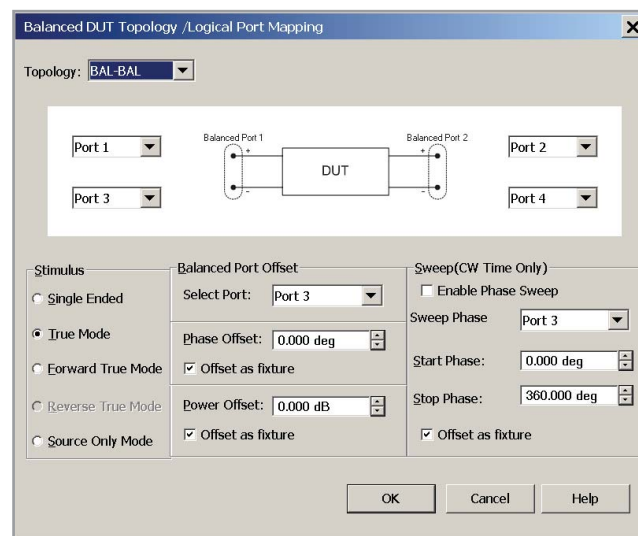 Balanced DUT Topology /Logical Port Mapping
Topology: BAL-BAL
Port 1
Port 3
Balanced Port 1
+
-
DUT
Balanced Port 2
+
-
Port 2
Port 4
Stimulus
Single Ended
True Mode
Forward True Mode
Reverse True Mode
Source Only Mode
Balanced Port Offset
Select Port: Port 3
Phase Offset: 0.000 deg
Offset as fixture
Power Offset: 0.000 dB
Offset as fixture
Sweep(CW Time Only)
Enable Phase Sweep
Sweep Phase Port 3
Start Phase: 0.000 deg
Stop Phase: 360.000 deg
Offset as fixture
OK
Cancel
Help